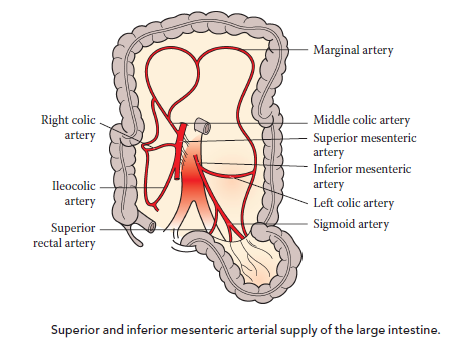 Marginal artery
Right colic
artery
Middle colic artery
Superior mesenteric
artery
Inferior mesenteric
artery
Ileocolic
artery
Left colic artery
Superior
rectal artery
Sigmoid artery
Superior and inferior mesenteric arterial supply of the large intestine.